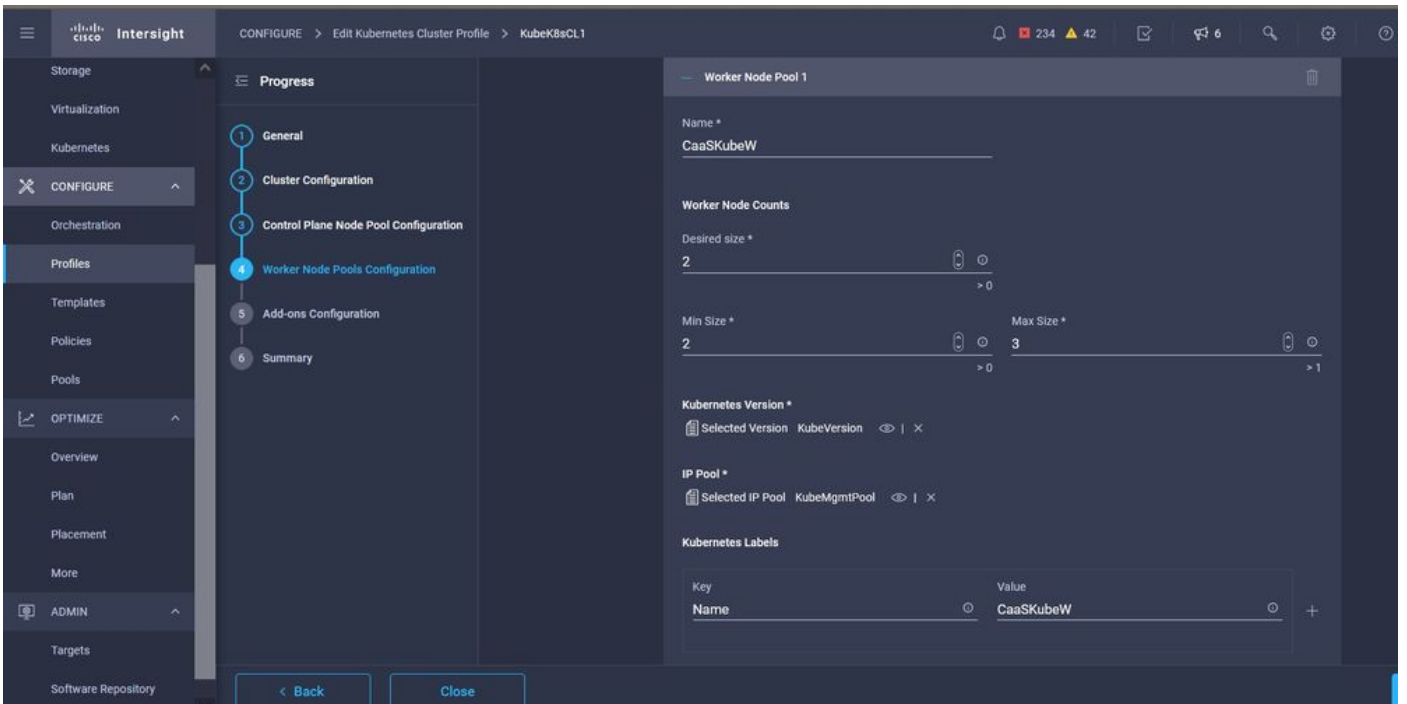 cisco Intersight
CONFIGURE > Edit Kubernetes Cluster Profile > KubeK8sCL1
234 42 6
Storage
Virtualization
Kubernetes
CONFIGURE
Orchestration
Profiles
Templates
Policies
Pools
OPTIMIZE
Overview
Plan
Placement
More
ADMIN
Targets
Software Repository
Progress
1 General
2 Cluster Configuration
3 Control Plane Node Pool Configuration
4 Worker Node Pools Configuration
5 Add-ons Configuration
6 Summary
— Worker Node Pool 1
Name *
CaaSKubeW
Worker Node Counts
Desired size *
2
> 0
Min Size * Max Size *
2 3
> 0 > 1
Kubernetes Version *
Selected Version KubeVersion | ×
IP Pool *
Selected IP Pool KubeMgmtPool | ×
Kubernetes Labels
Key Value
Name CaaSKubeW +
< Back Close